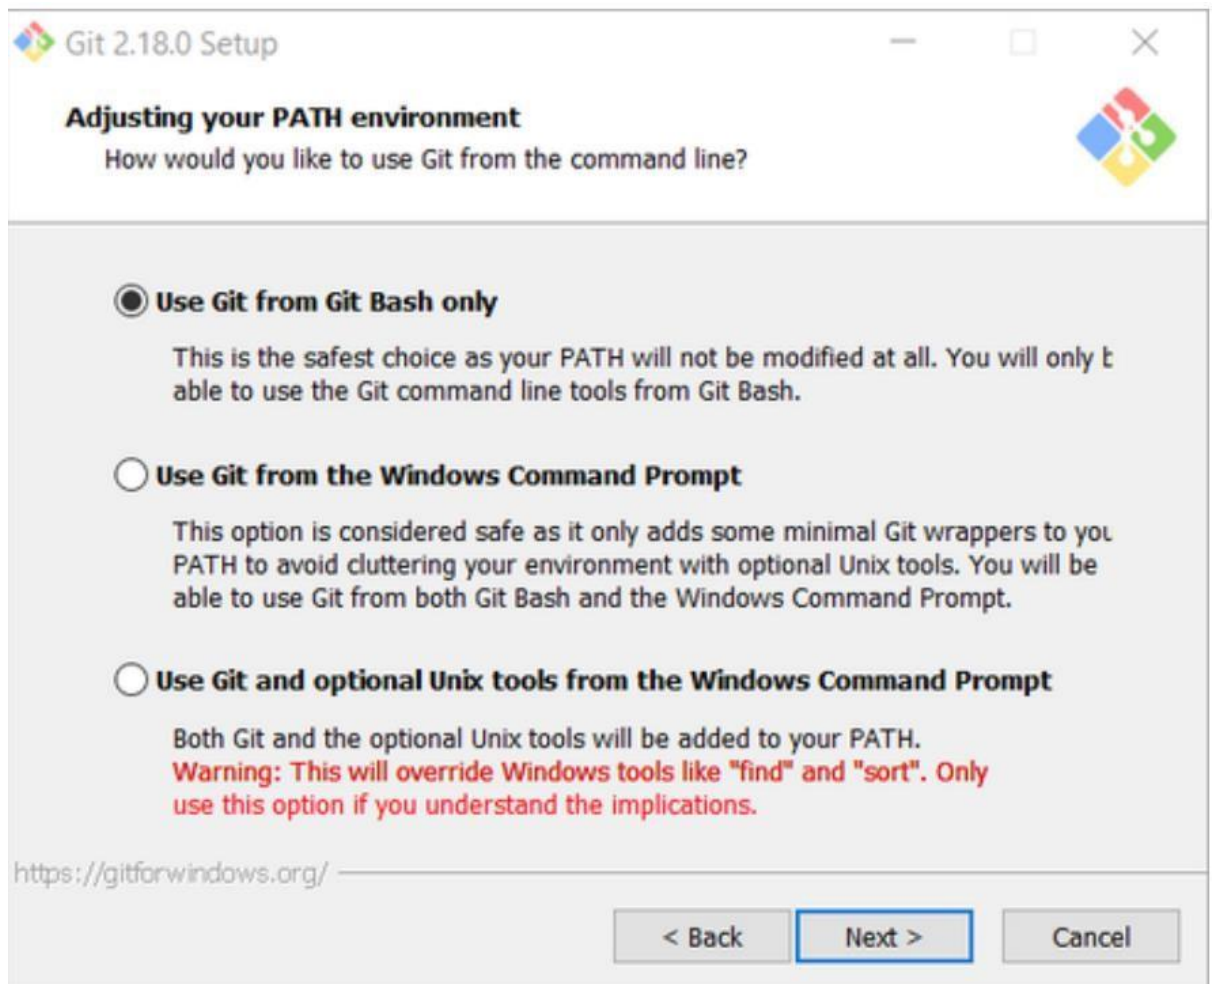 Git 2.18.0 Setup
Adjusting your PATH environment
How would you like to use Git from the command line?
Use Git from Git Bash only
This is the safest choice as your PATH will not be modified at all. You will only b
able to use the Git command line tools from Git Bash.
Use Git from the Windows Command Prompt
This option is considered safe as it only adds some minimal Git wrappers to you
PATH to avoid cluttering your environment with optional Unix tools. You will be
able to use Git from both Git Bash and the Windows Command Prompt.
Use Git and optional Unix tools from the Windows Command Prompt
Both Git and the optional Unix tools will be added to your PATH.
Warning: This will override Windows tools like "find" and "sort". Only
use this option if you understand the implications.
https://gitforwindows.org/
< Back Next > Cancel